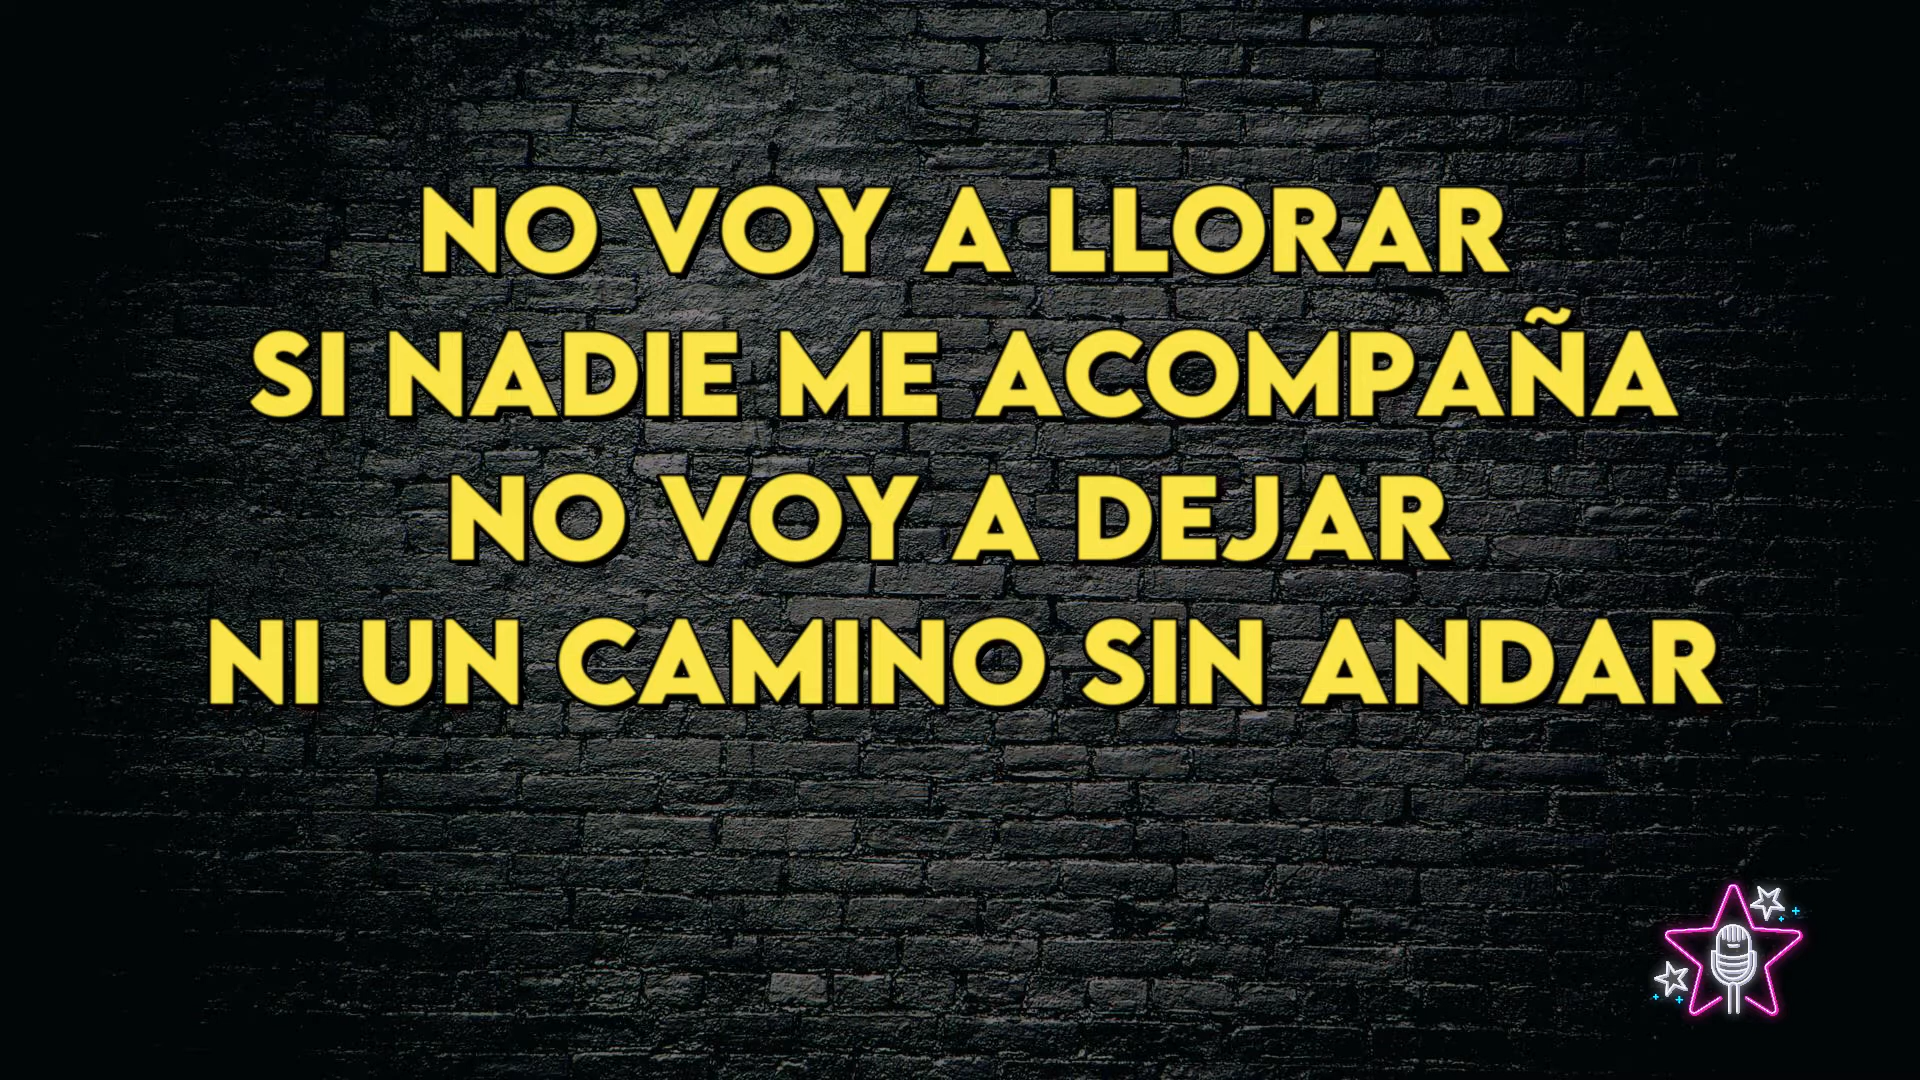 NO VOY A LLORAR
SI NADIE ME ACOMPAÑA
NO VOY A DEJAR
NI UN CAMINO SIN ANDAR